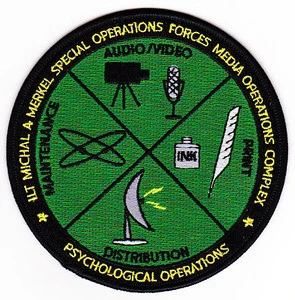 1LT MICHAL A MERKEL SPECIAL OPERATIONS FORCES MEDIA OPERATIONS COMPLEX
AUDIO/VIDEO
MAINTENANCE
INK
PRINT
DISTRIBUTION
PSYCHOLOGICAL OPERATIONS